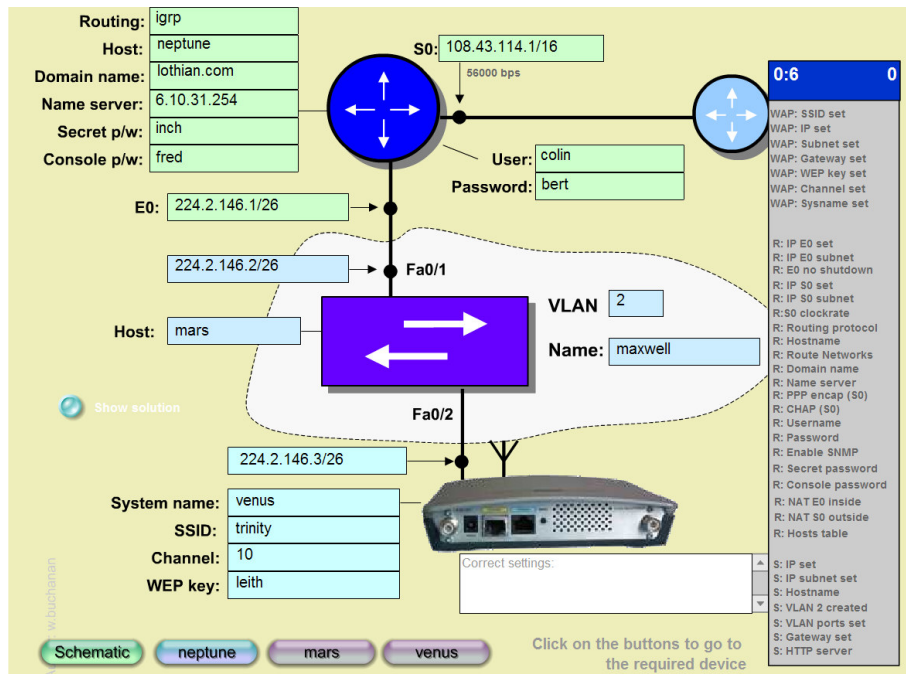 Routing: igrp
Host: neptune
Domain name: lothian.com
Name server: 6.10.31.254
Secret p/w: inch
Console p/w: fred
S0: 108.43.114.1/16
56000 bps
User: colin
Password: bert
E0: 224.2.146.1/26
224.2.146.2/26
Fa0/1
Host: mars
VLAN 2
Name: maxwell
Show solution
Fa0/2
224.2.146.3/26
System name: venus
SSID: trinity
Channel: 10
WEP key: leith
Correct settings:
w.buchanan
Schematic
neptune
mars
venus
Click on the buttons to go to
the required device
0:6 0
WAP: SSID set
WAP: IP set
WAP: Subnet set
WAP: Gateway set
WAP: WEP key set
WAP: Channel set
WAP: Sysname set
R: IP E0 set
R: IP E0 subnet
R: E0 no shutdown
R: IP S0 set
R: IP S0 subnet
R:S0 clockrate
R: Routing protocol
R: Hostname
R: Route Networks
R: Domain name
R: Name server
R: PPP encap (S0)
R: CHAP (S0)
R: Username
R: Password
R: Enable SNMP
R: Secret password
R: Console password
R: NAT E0 inside
R: NAT S0 outside
R: Hosts table
S: IP set
S: IP subnet set
S: Hostname
S: VLAN 2 created
S: VLAN ports set
S: Gateway set
S: HTTP server